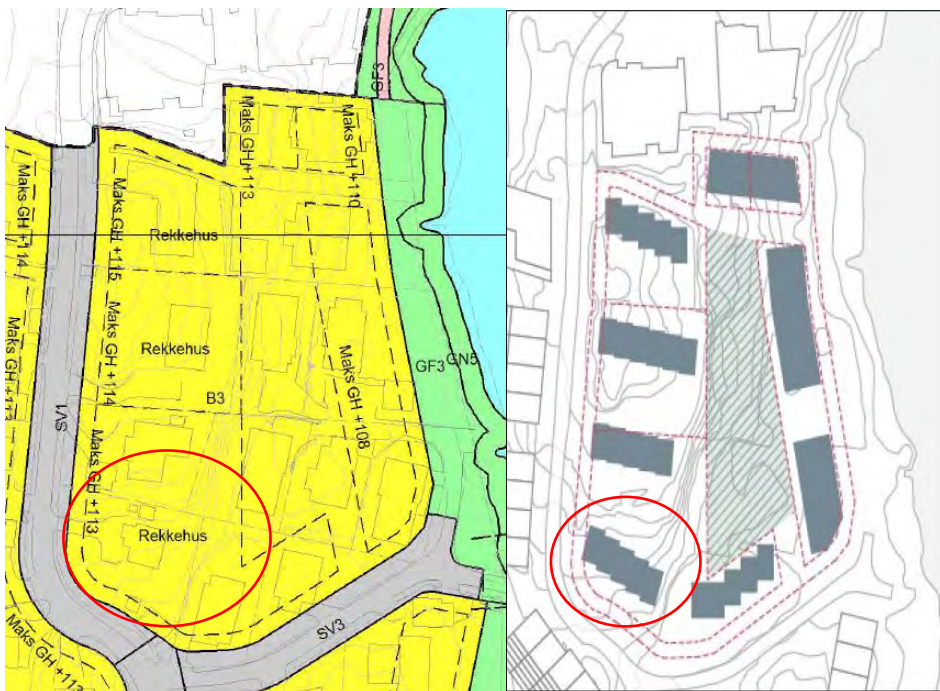 GF3
Maks GH +113
Maks GH +110
Maks GH +114
Maks GH +115
Rekkehus
Maks GH +114
Rekkehus
B3
Maks GH +108
GF3
GN5
SV1
Maks GH +113
Rekkehus
SV3
Maks GH +113